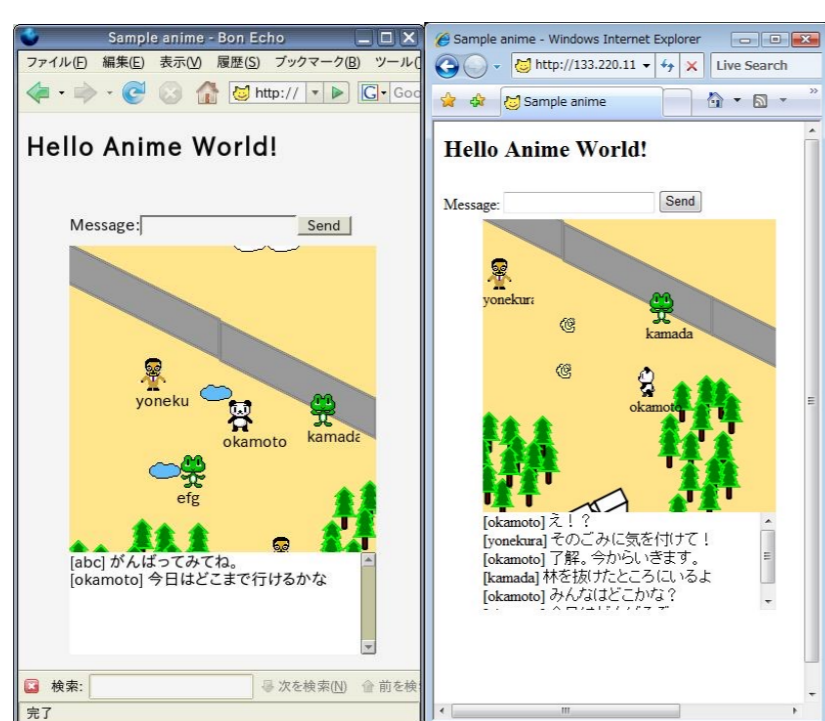 Sample anime - Bon Echo
ファイル(F) 編集(E) 表示(V) 履歴(S) ブックマーク(B) ツール(
http://
G
Goo
Hello Anime World!
Message:
Send
yoneku
okamoto
kamada
efg
[abc] がんばってみてね。
[okamoto] 今日はどこまで行けるかな
検索:
次を検索(N)
前を検
完了
Sample anime - Windows Internet Explorer
http://133.220.11
Live Search
Sample anime
Hello Anime World!
Message:
Send
yonekura
kamada
okamoto
[okamoto] え！？
[yonekura] そのごみに気を付けて！
[okamoto] 了解。今からいきます。
[kamada] 林を抜けたところにいるよ
[okamoto] みんなはどこかな？